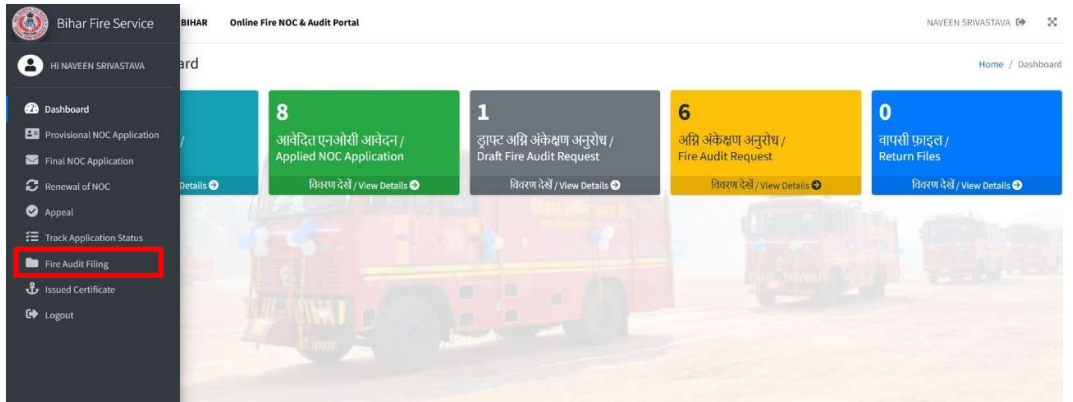 Bihar Fire Service
BIHAR Online Fire NOC & Audit Portal
NAVEEN SRIVASTAVA
Hi NAVEEN SRIVASTAVA
ard
Home / Dashboard
Dashboard
Provisional NOC Application
Final NOC Application
Renewal of NOC
Appeal
Track Application Status
Fire Audit Filing
Issued Certificate
Logout
/
Details
8
आवेदित एनओसी आवेदन /
Applied NOC Application
विवरण देखें / View Details
1
ड्राफ्ट अग्नि अंकेक्षण अनुरोध /
Draft Fire Audit Request
विवरण देखें / View Details
6
अग्नि अंकेक्षण अनुरोध /
Fire Audit Request
विवरण देखें / View Details
0
वापसी फ़ाइल /
Return Files
विवरण देखें / View Details